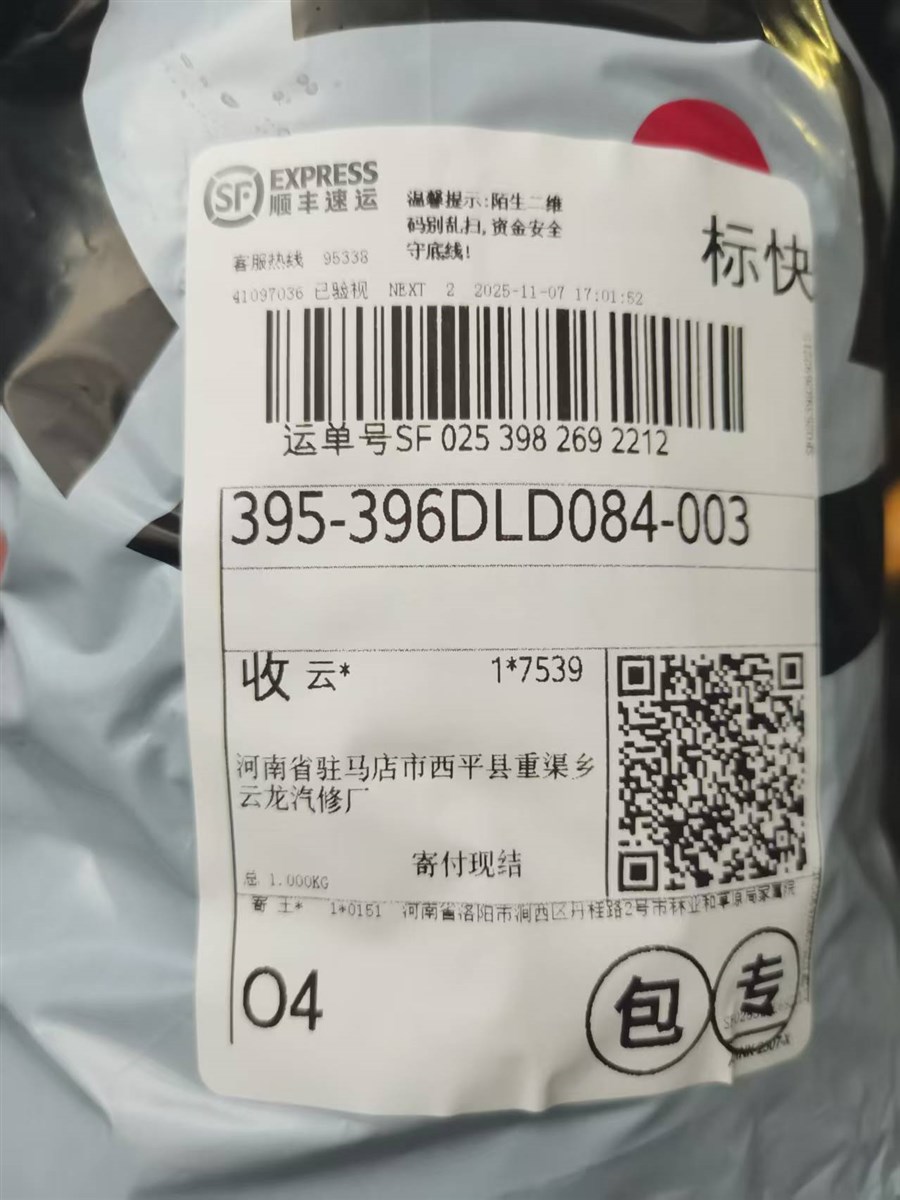 SF EXPRESS
顺丰速运
温馨提示:陌生二维
码别乱扫,资金安全
守底线!
标快
客服热线 95338
41097036 已验视 NEXT 2 2025-11-07 17:01:52
运单号SF 025 398 269 2212
395-396DLD084-003
收 云* 1*7539
河南省驻马店市西平县重渠乡
云龙汽修厂
寄付现结
总 1.000KG
寄 王* 1*0151 河南省洛阳市涧西区丹桂路2号市林业和草原局家属院
04
包 专